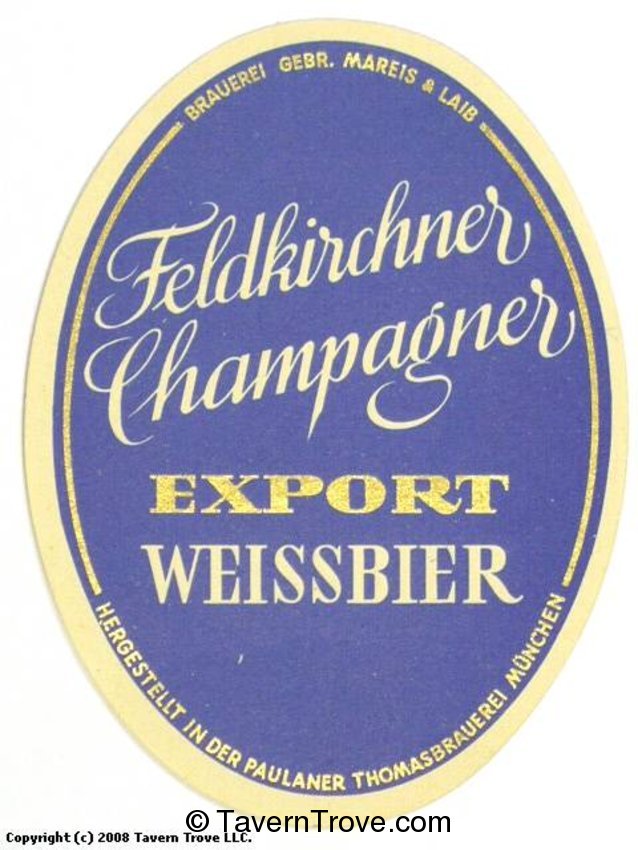 BRAUEREI GEBR. MAREIS & LAIB
Feldkirchner
Champagner
EXPORT
WEISSBIER
HERGESTELLT IN DER PAULANER THOMASBRAUEREI MÜNCHEN
Copyright (c) 2008 Tavern Trove LLC.
© TavernTrove.com